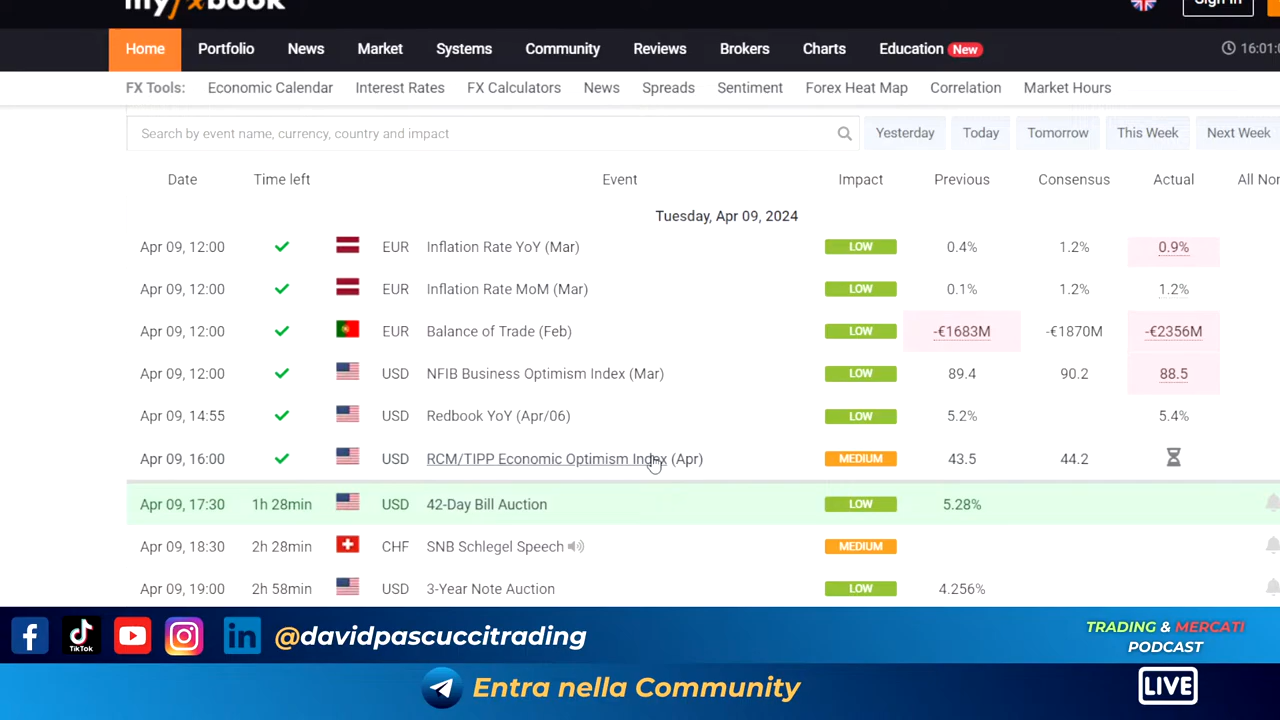 myfxbook
Sign In
Home Portfolio News Market Systems Community Reviews Brokers Charts Education New 16:01:0
FX Tools: Economic Calendar Interest Rates FX Calculators News Spreads Sentiment Forex Heat Map Correlation Market Hours
Search by event name, currency, country and impact Yesterday Today Tomorrow This Week Next Week
Date Time left Event Impact Previous Consensus Actual All Non
Tuesday, Apr 09, 2024
Apr 09, 12:00 EUR Inflation Rate YoY (Mar) LOW 0.4% 1.2% 0.9%
Apr 09, 12:00 EUR Inflation Rate MoM (Mar) LOW 0.1% 1.2% 1.2%
Apr 09, 12:00 EUR Balance of Trade (Feb) LOW -€1683M -€1870M -€2356M
Apr 09, 12:00 USD NFIB Business Optimism Index (Mar) LOW 89.4 90.2 88.5
Apr 09, 14:55 USD Redbook YoY (Apr/06) LOW 5.2% 5.4%
Apr 09, 16:00 USD RCM/TIPP Economic Optimism Index (Apr) MEDIUM 43.5 44.2
Apr 09, 17:30 1h 28min USD 42-Day Bill Auction LOW 5.28%
Apr 09, 18:30 2h 28min CHF SNB Schlegel Speech MEDIUM
Apr 09, 19:00 2h 58min USD 3-Year Note Auction LOW 4.256%
TikTok @davidpascuccitrading
TRADING & MERCATI
PODCAST
Entra nella Community
LIVE